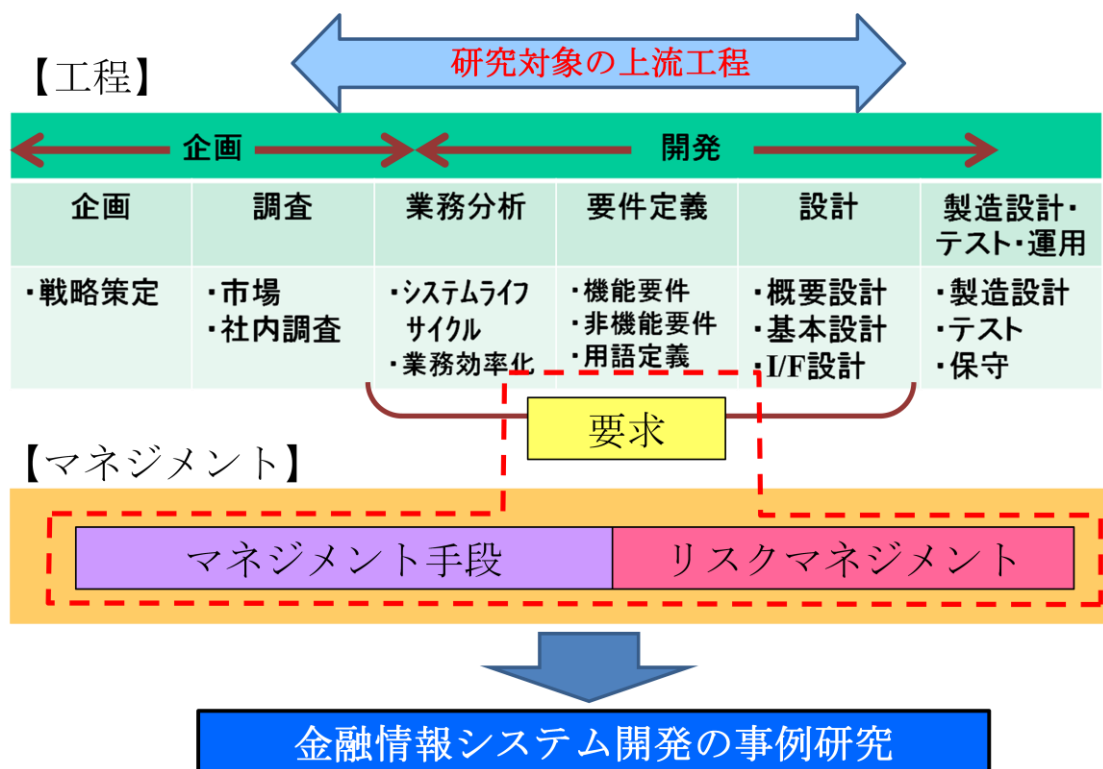 研究対象の上流工程
【工程】
企画
開発
企画
調査
業務分析
要件定義
設計
製造設計・
テスト・運用
・戦略策定
・市場
・社内調査
・システムライフ
サイクル
・業務効率化
・機能要件
・非機能要件
・用語定義
・概要設計
・基本設計
・I/F設計
・製造設計
・テスト
・保守
要求
【マネジメント】
マネジメント手段
リスクマネジメント
金融情報システム開発の事例研究